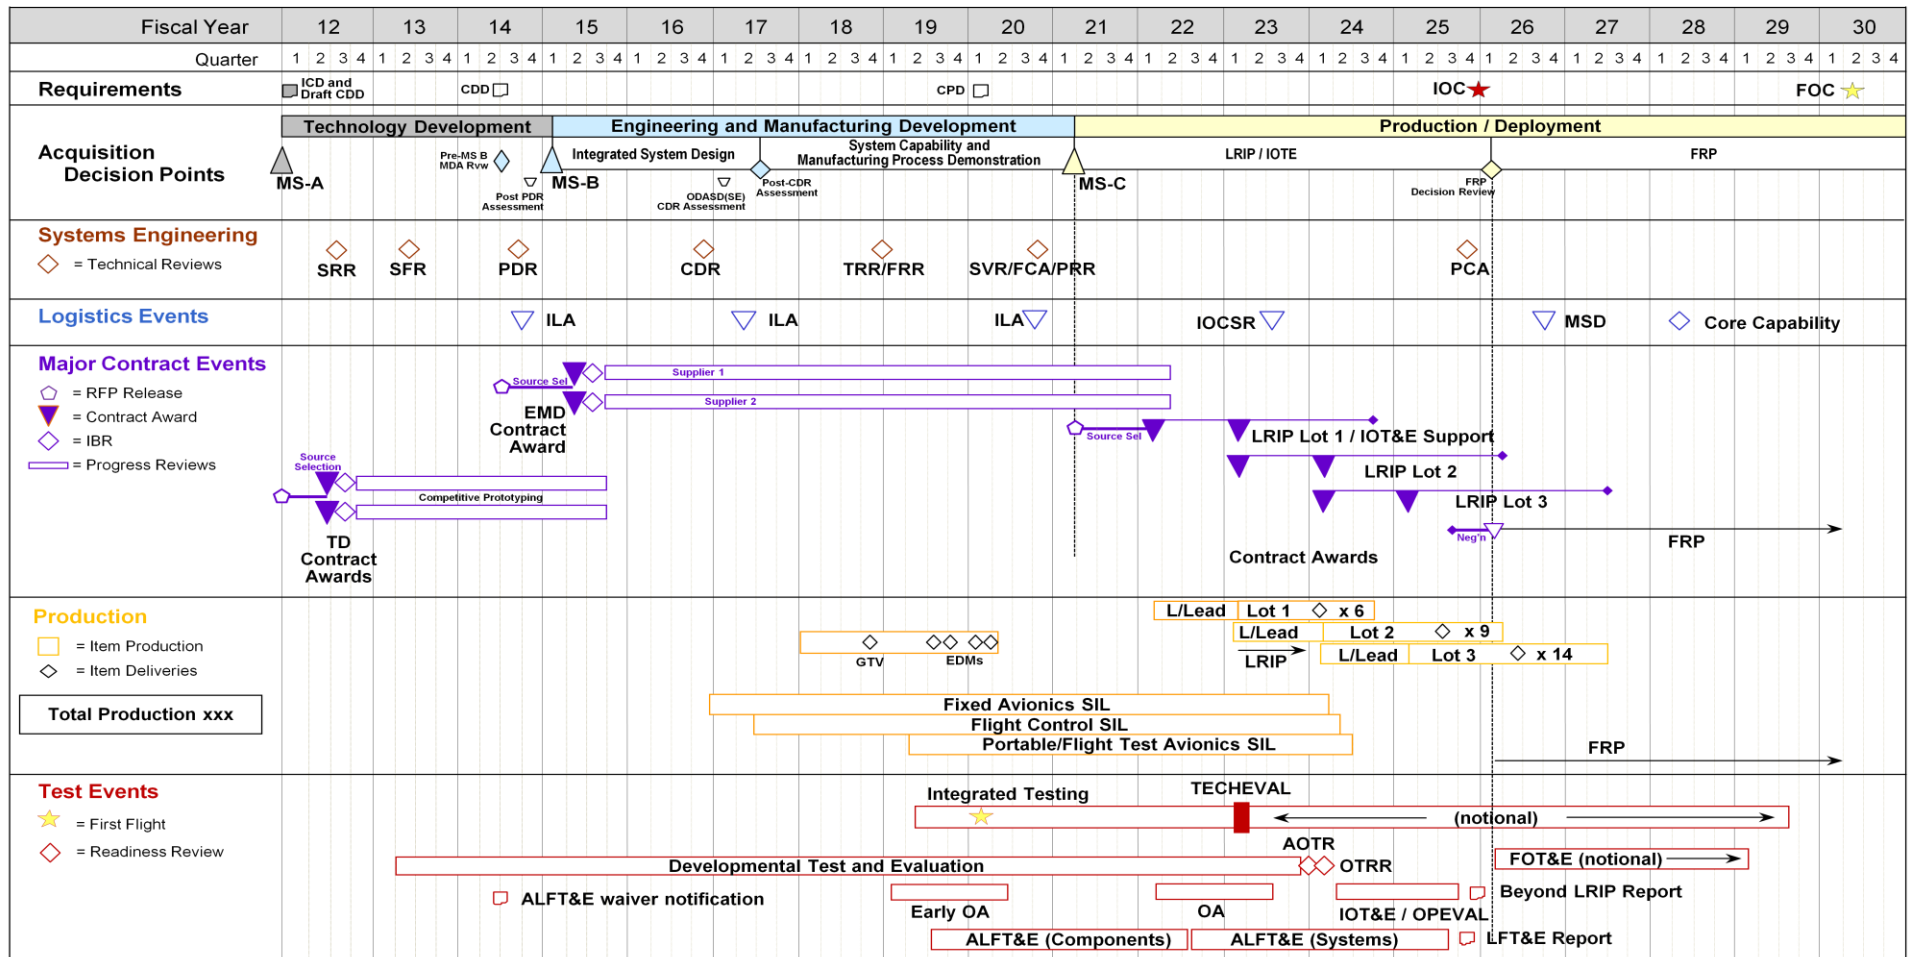 Fiscal Year 12 13 14 15 16 17 18 19 20 21 22 23 24 25 26 27 28 29 30
Quarter 1 2 3 4 1 2 3 4 1 2 3 4 1 2 3 4 1 2 3 4 1 2 3 4 1 2 3 4 1 2 3 4 1 2 3 4 1 2 3 4 1 2 3 4 1 2 3 4 1 2 3 4 1 2 3 4 1 2 3 4 1 2 3 4 1 2 3 4 1 2 3 4 1 2 3 4
Requirements
ICD and
Draft CDD
CDD
CPD
IOC
FOC
Technology Development
Engineering and Manufacturing Development
Production / Deployment
Acquisition
Decision Points
MS-A
Pre-MS B
MDA Rvw
Post PDR
Assessment
MS-B
Integrated System Design
ODASD(SE)
CDR Assessment
Post-CDR
Assessment
System Capability and
Manufacturing Process Demonstration
MS-C
LRIP / IOTE
FRP
Decision Review
FRP
Systems Engineering
= Technical Reviews
SRR
SFR
PDR
CDR
TRR/FRR
SVR/FCA/PRR
PCA
Logistics Events
ILA
ILA
ILA
IOCSR
MSD
Core Capability
Major Contract Events
= RFP Release
= Contract Award
= IBR
= Progress Reviews
Source
Selection
Competitive Prototyping
TD
Contract
Awards
Source Sel
EMD
Contract
Award
Supplier 1
Supplier 2
Source Sel
LRIP Lot 1 / IOT&E Support
LRIP Lot 2
LRIP Lot 3
Neg'n
FRP
Contract Awards
Production
= Item Production
= Item Deliveries
Total Production xxx
GTV
EDMs
L/Lead Lot 1 x 6
L/Lead Lot 2 x 9
LRIP
L/Lead Lot 3 x 14
Fixed Avionics SIL
Flight Control SIL
Portable/Flight Test Avionics SIL
FRP
Test Events
= First Flight
= Readiness Review
Integrated Testing
TECHEVAL
(notional)
AOTR
Developmental Test and Evaluation
OTRR
FOT&E (notional)
ALFT&E waiver notification
Early OA
OA
IOT&E / OPEVAL
Beyond LRIP Report
ALFT&E (Components)
ALFT&E (Systems)
LFT&E Report